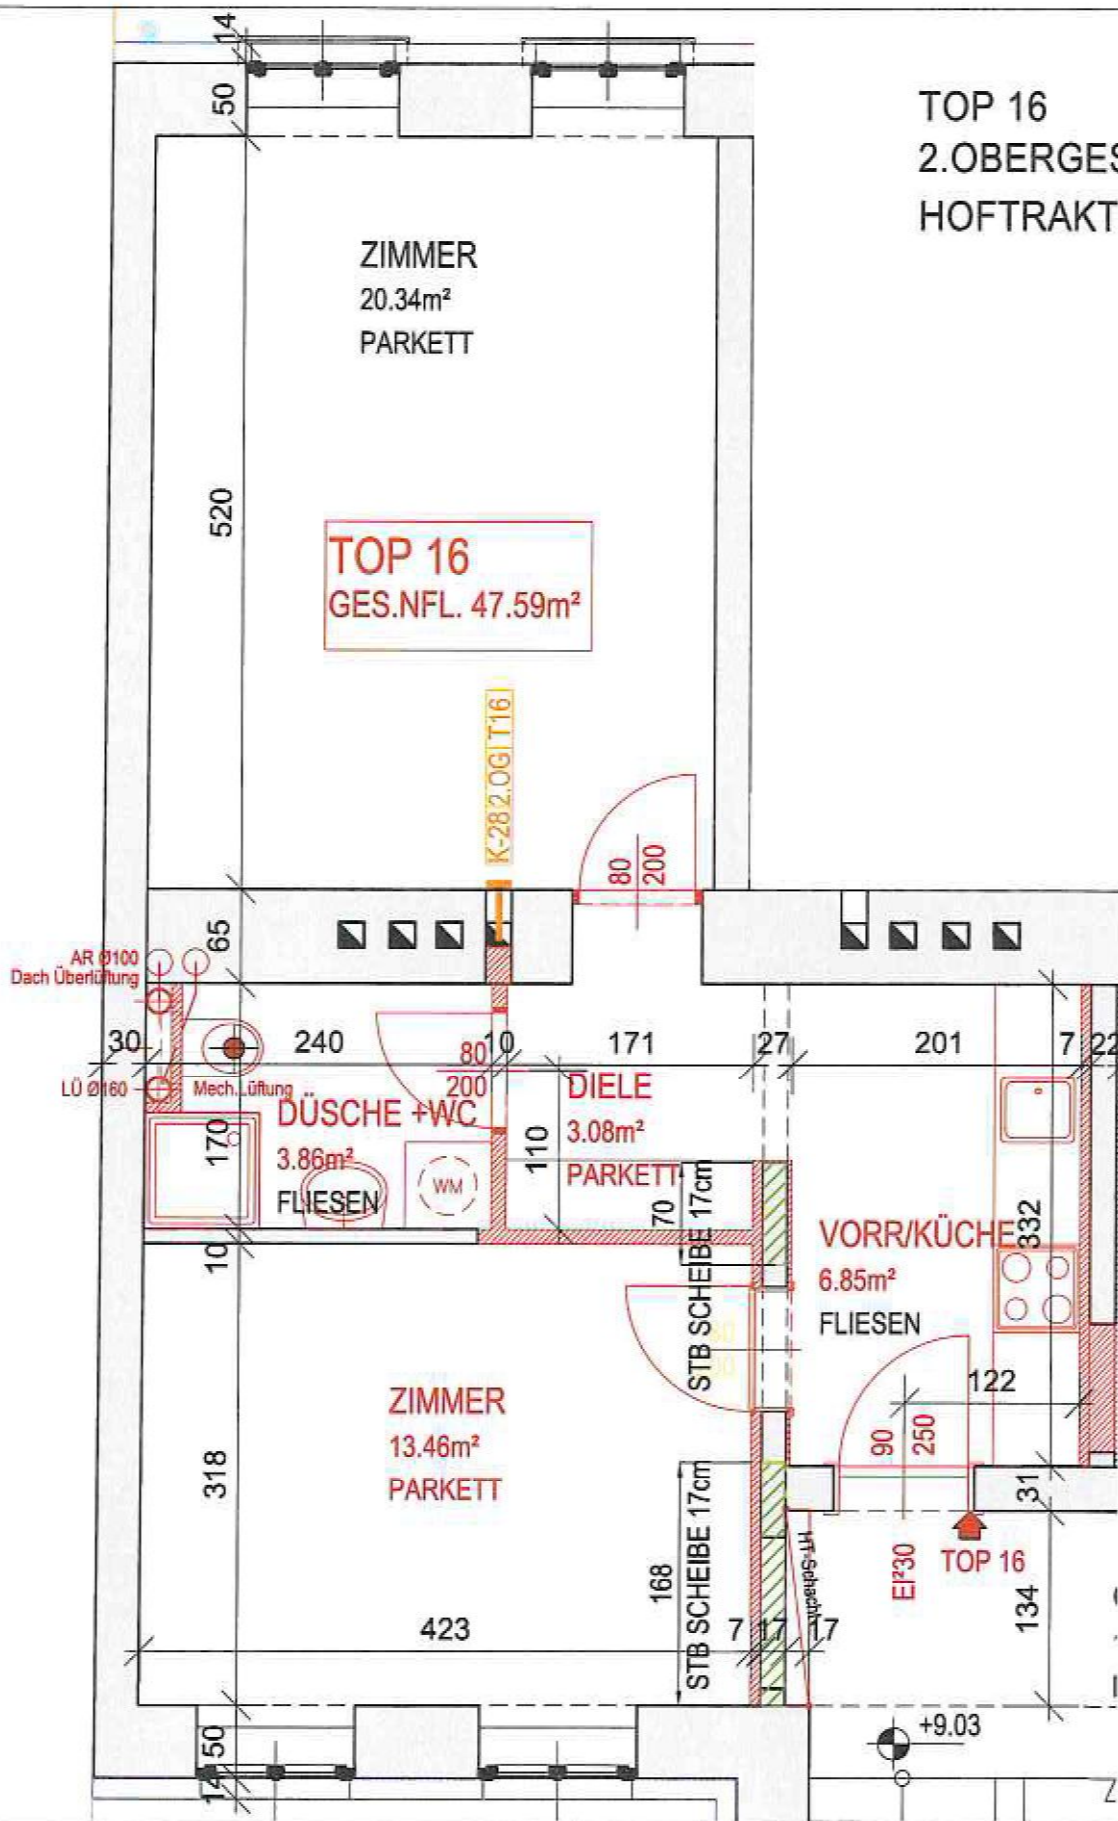 14
50
TOP 16
2.OBERGES
HOFTRAKT
ZIMMER
20.34m²
PARKETT
520
TOP 16
GES.NFL. 47.59m²
K-28 2.OG T16
80
200
65
AR Ø100
Dach Überlüftung
30
240
10
171
27
201
7
22
80
200
LÜ Ø160
Mech. Lüftung
DUSCHE +WC
3.86m²
FLIESEN
170
WM
110
DIELE
3.08m²
PARKETT
70
STB SCHEIBE 17cm
VORR/KÜCHE
6.85m²
FLIESEN
332
10
122
90
250
ZIMMER
13.46m²
PARKETT
318
168
STB SCHEIBE 17cm
HT-Schacht
31
EI²30
TOP 16
134
423
7
17
17
50
+9.03